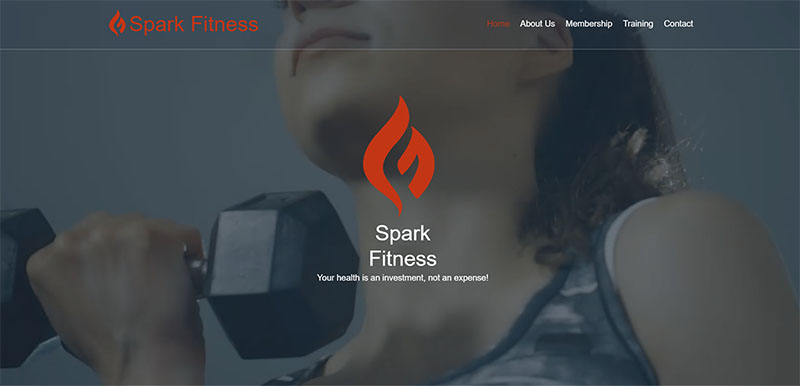 Spark Fitness
Home About Us Membership Training Contact
Spark
Fitness
Your health is an investment, not an expense!